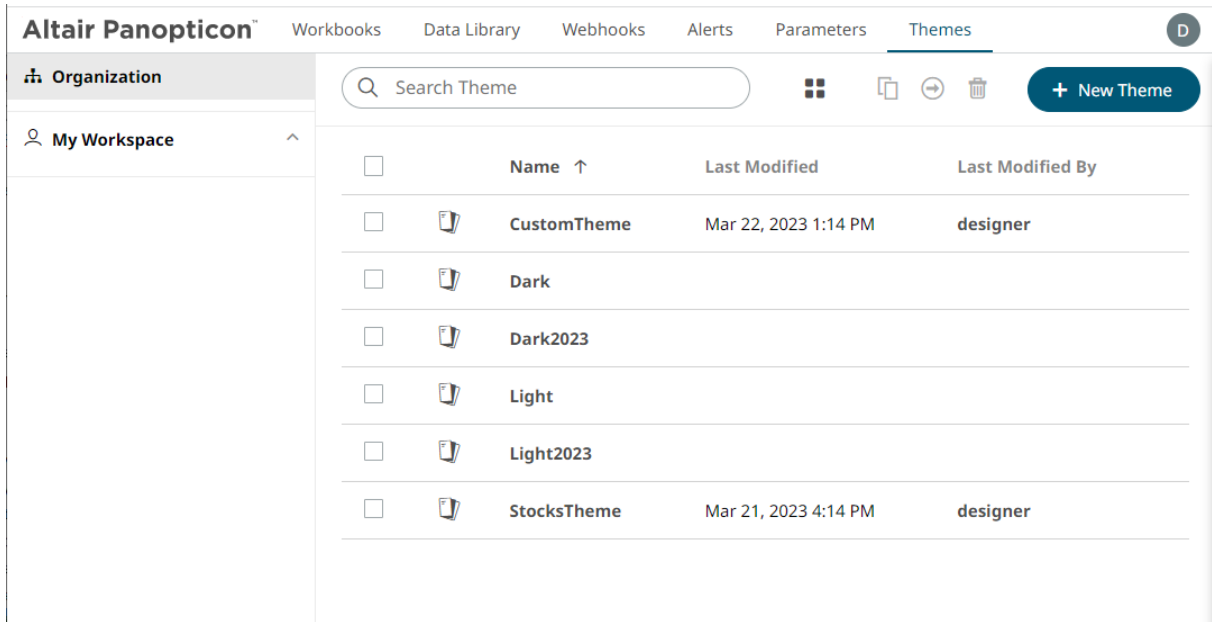 Altair Panopticon™ Workbooks Data Library Webhooks Alerts Parameters Themes D
Organization
Search Theme
+ New Theme
My Workspace
Name ↑ Last Modified Last Modified By
CustomTheme Mar 22, 2023 1:14 PM designer
Dark
Dark2023
Light
Light2023
StocksTheme Mar 21, 2023 4:14 PM designer